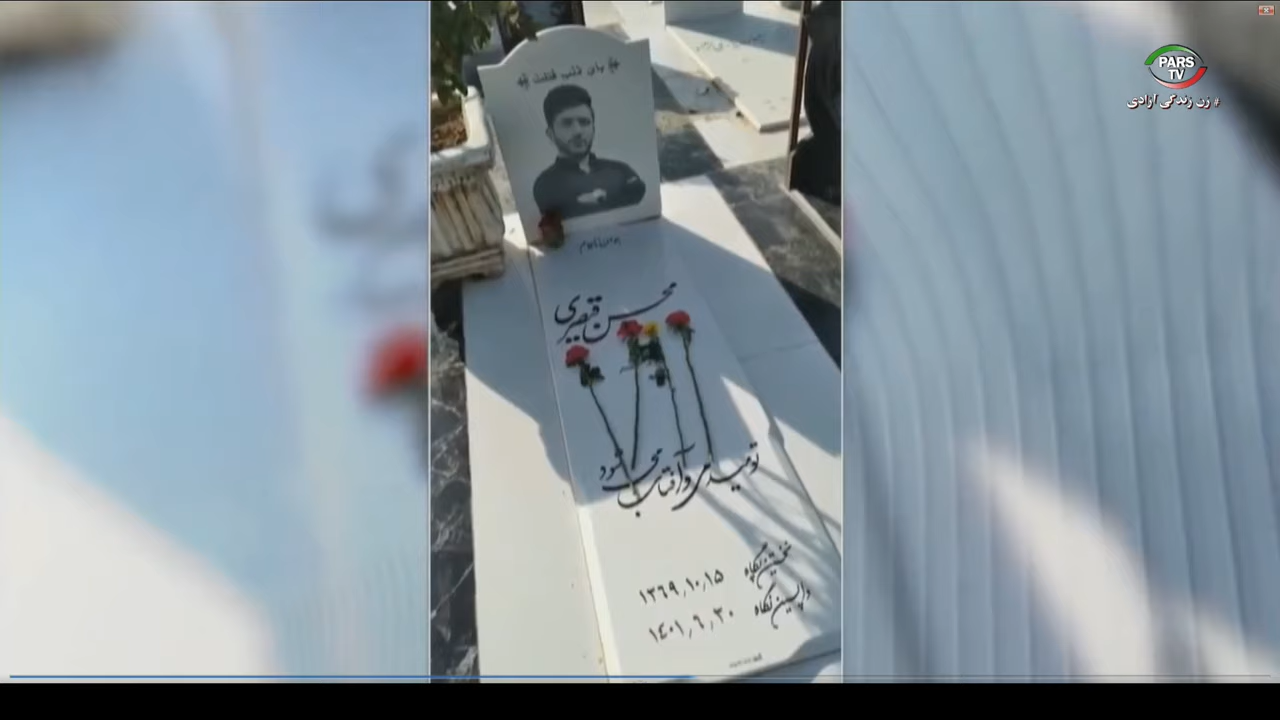 PARS
TV
# زن زندگی آزادی
محسن قیصری
تو میدمی و آفتاب می‌شود
نخستین نگاه ۱۳۶۹٫۱۰٫۱۵
واپسین نگاه ۱۴۰۱٫۶٫۳۰